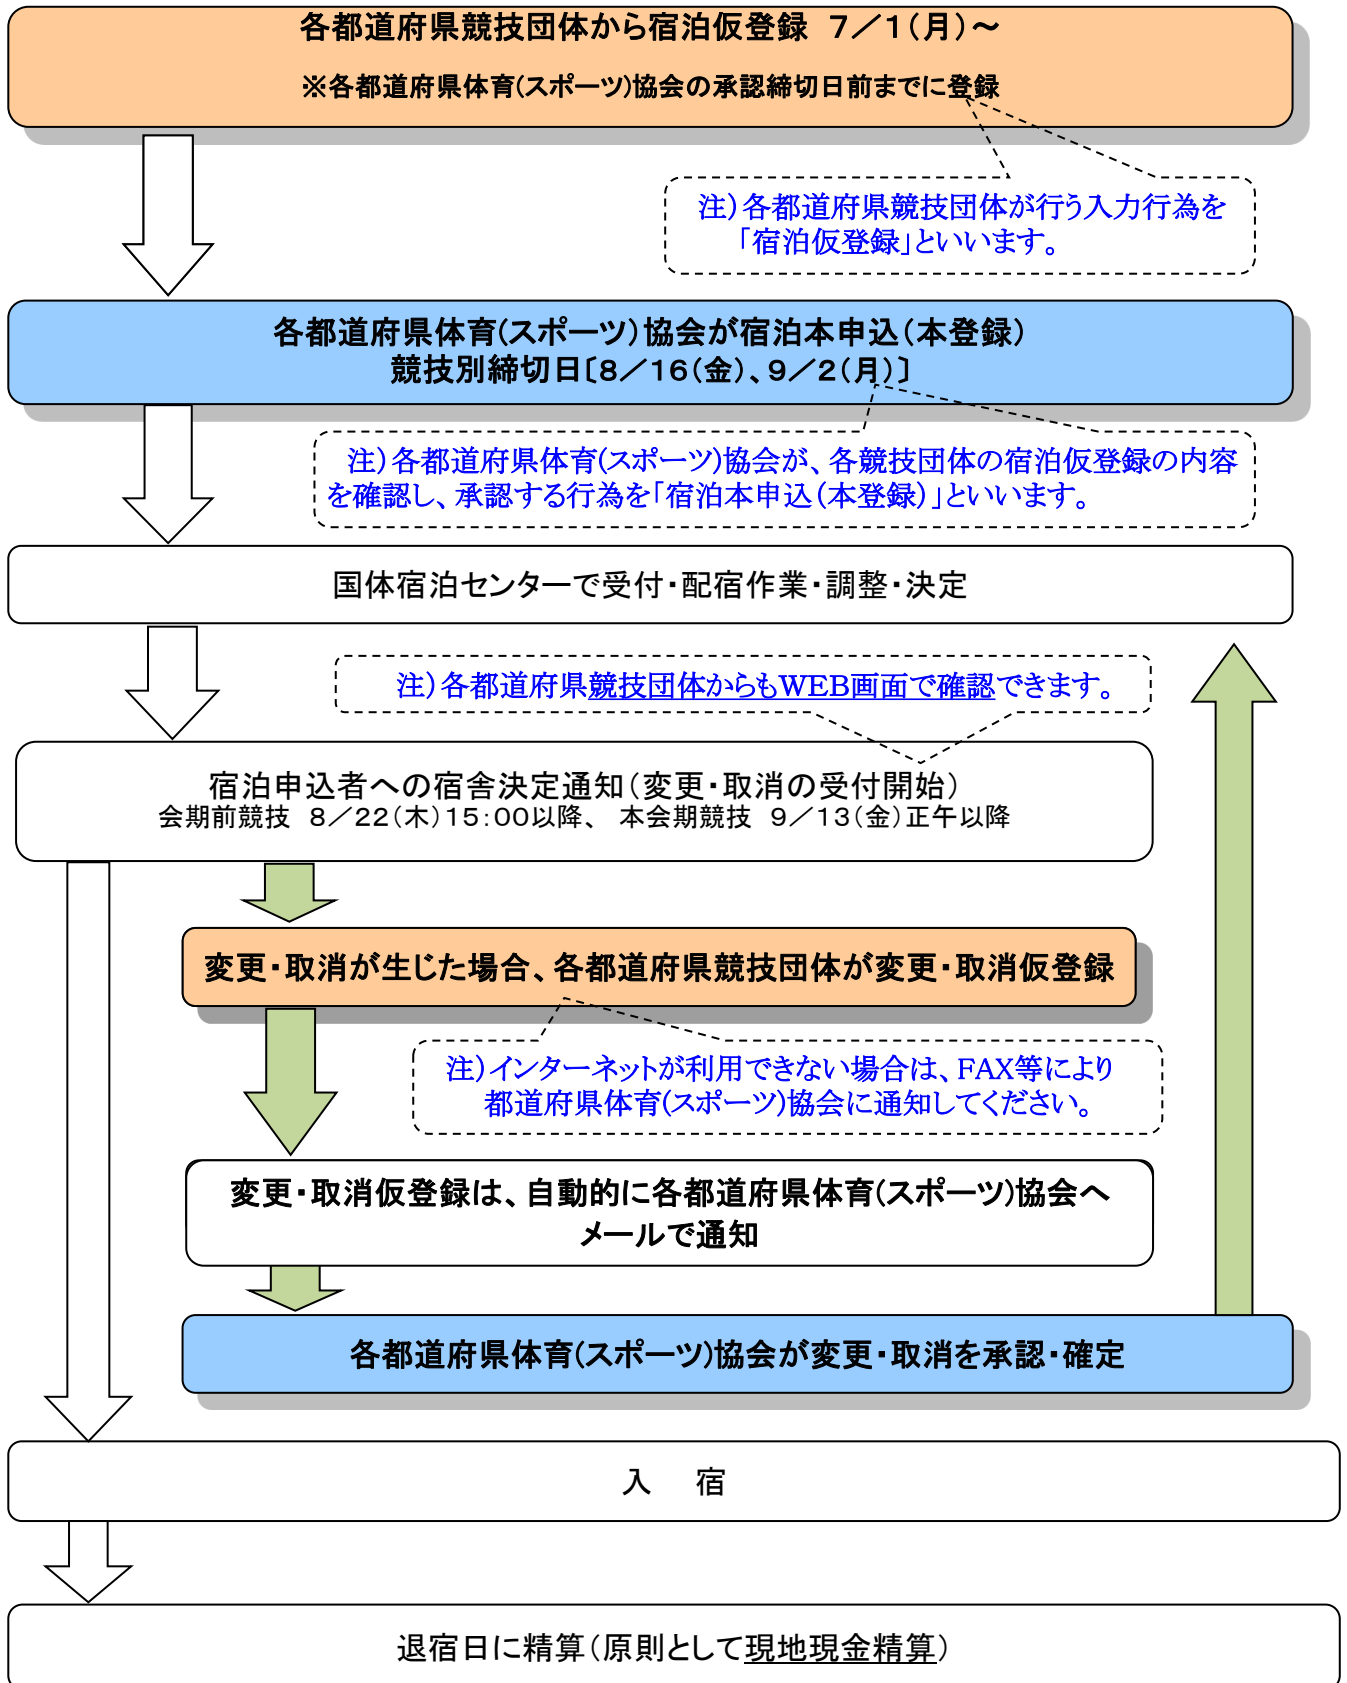 各都道府県競技団体から宿泊仮登録　７／１（月）～
※各都道府県体育(スポーツ)協会の承認締切日前までに登録
注）各都道府県競技団体が行う入力行為を
「宿泊仮登録」といいます。
各都道府県体育(スポーツ）協会が宿泊本申込（本登録）
競技別締切日〔８／１６（金）、９／２（月）〕
注）各都道府県体育(スポーツ)協会が、各競技団体の宿泊仮登録の内容
を確認し、承認する行為を「宿泊本申込（本登録）」といいます。
国体宿泊センターで受付・配宿作業・調整・決定
注）各都道府県競技団体からもWEB画面で確認できます。
宿泊申込者への宿舎決定通知（変更・取消の受付開始）
会期前競技　８／２２（木）１５：００以降、　本会期競技　９／１３（金）正午以降
変更・取消が生じた場合、各都道府県競技団体が変更・取消仮登録
注）インターネットが利用できない場合は、FAX等により
都道府県体育(スポーツ)協会に通知してください。
変更・取消仮登録は、自動的に各都道府県体育(スポーツ)協会へ
メールで通知
各都道府県体育(スポーツ)協会が変更・取消を承認・確定
入　宿
退宿日に精算（原則として現地現金精算）